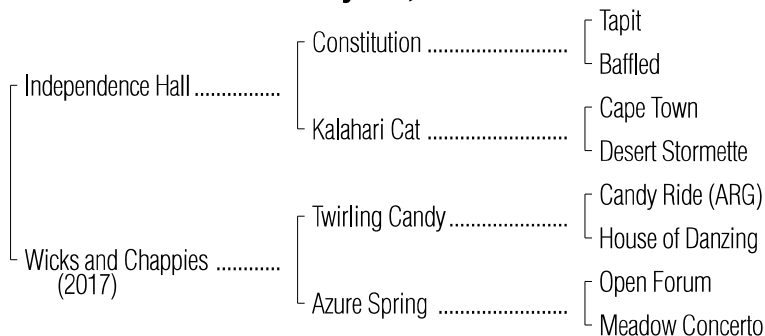 Tapit
Constitution
Baffled
Independence Hall
Cape Town
Kalahari Cat
Desert Stormette
Candy Ride (ARG)
Twirling Candy
House of Danzing
Wicks and Chappies
(2017)
Open Forum
Azure Spring
Meadow Concerto